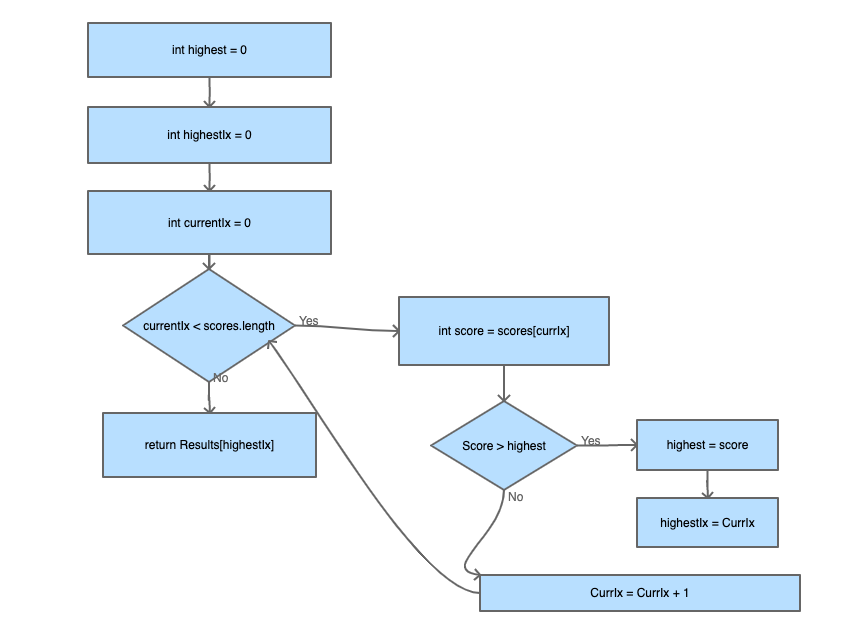 int highest = 0
int highestIx = 0
int currentIx = 0
currentIx < scores.length
Yes
int score = scores[currIx]
No
return Results[highestIx]
Score > highest
Yes
highest = score
No
highestIx = CurrIx
CurrIx = CurrIx + 1